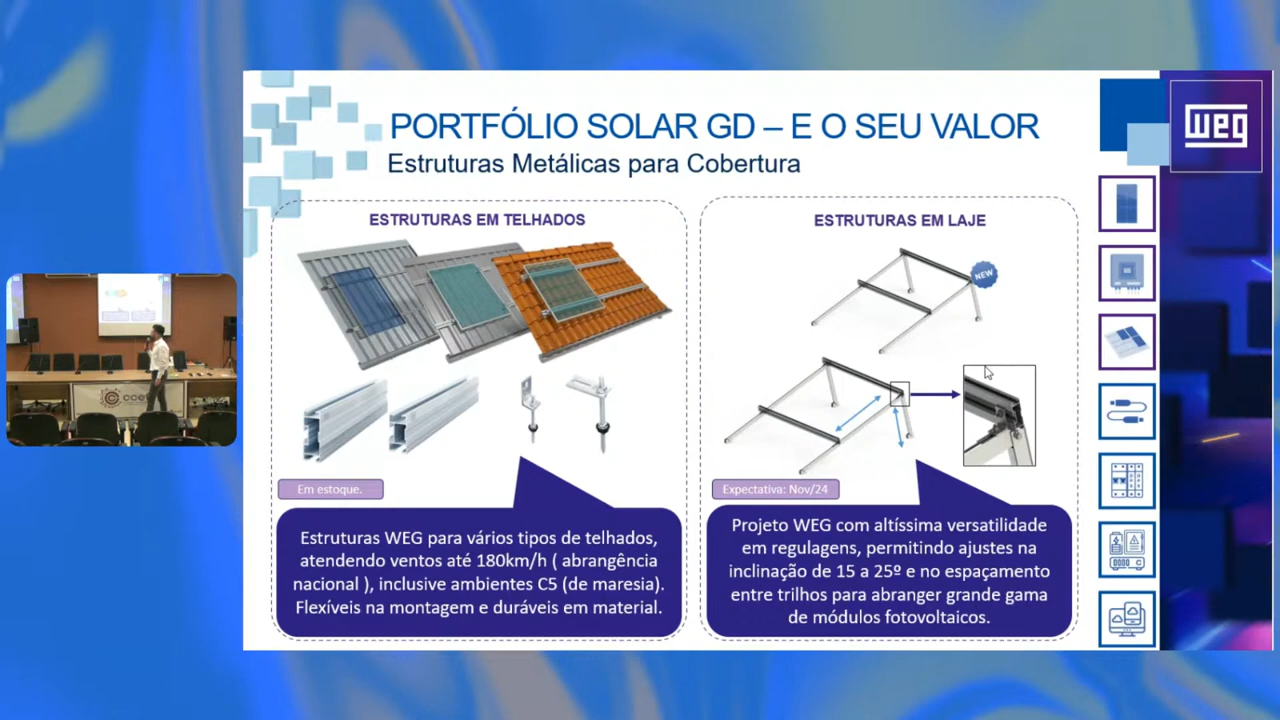 PORTFÓLIO SOLAR GD – E O SEU VALOR
Estruturas Metálicas para Cobertura
weg
ESTRUTURAS EM TELHADOS
Em estoque.
Estruturas WEG para vários tipos de telhados,
atendendo ventos até 180km/h ( abrangência
nacional ), inclusive ambientes C5 (de maresia).
Flexíveis na montagem e duráveis em material.
ESTRUTURAS EM LAJE
NEW
Expectativa: Nov/24
Projeto WEG com altíssima versatilidade
em regulagens, permitindo ajustes na
inclinação de 15 a 25º e no espaçamento
entre trilhos para abranger grande gama
de módulos fotovoltaicos.